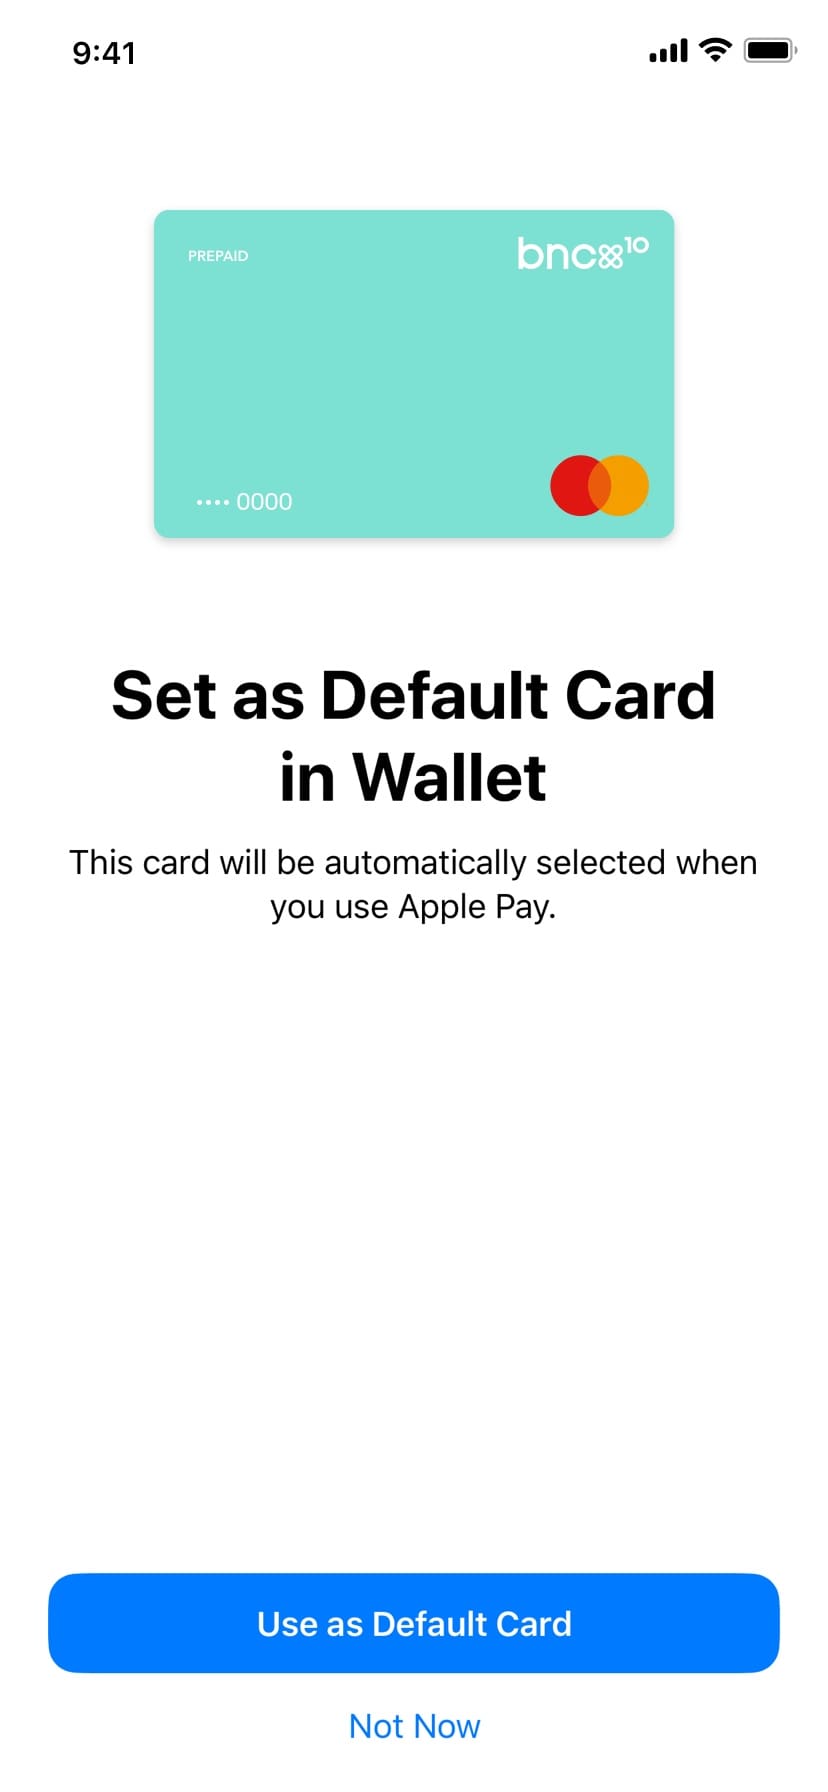 9:41
PREPAID
bnc10
•••• 0000
Set as Default Card
in Wallet
This card will be automatically selected when
you use Apple Pay.
Use as Default Card
Not Now